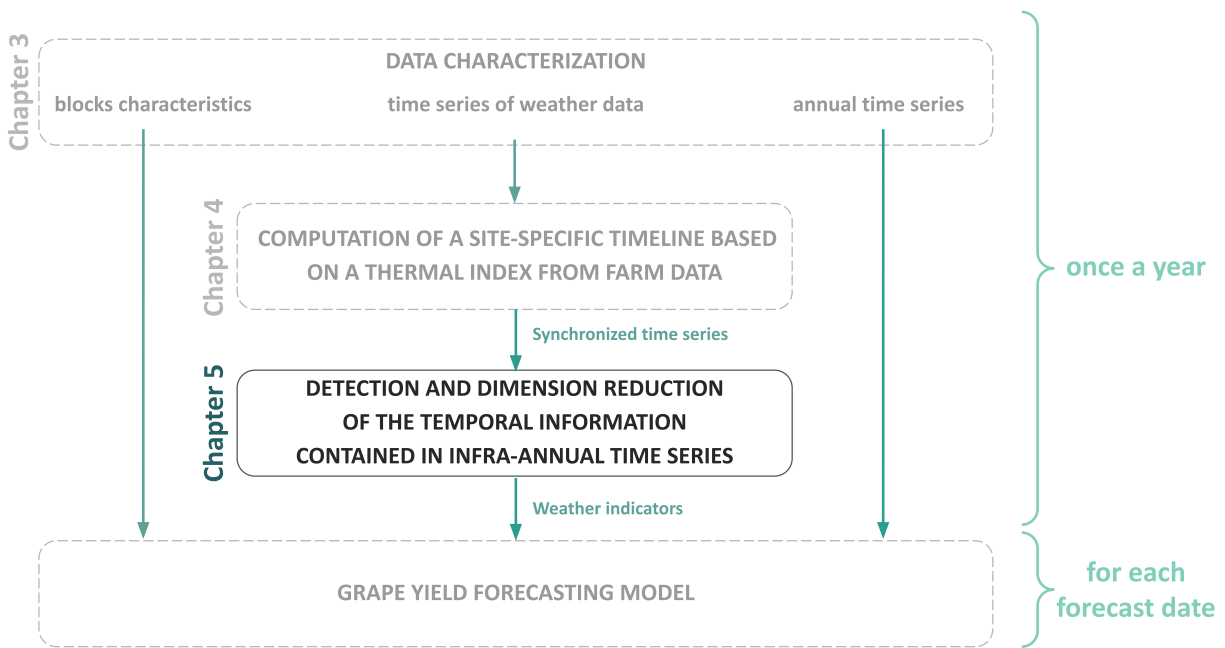 Chapter 3
DATA CHARACTERIZATION
blocks characteristics
time series of weather data
annual time series
Chapter 4
COMPUTATION OF A SITE-SPECIFIC TIMELINE BASED
ON A THERMAL INDEX FROM FARM DATA
once a year
Synchronized time series
Chapter 5
DETECTION AND DIMENSION REDUCTION
OF THE TEMPORAL INFORMATION
CONTAINED IN INFRA-ANNUAL TIME SERIES
Weather indicators
GRAPE YIELD FORECASTING MODEL
for each
forecast date